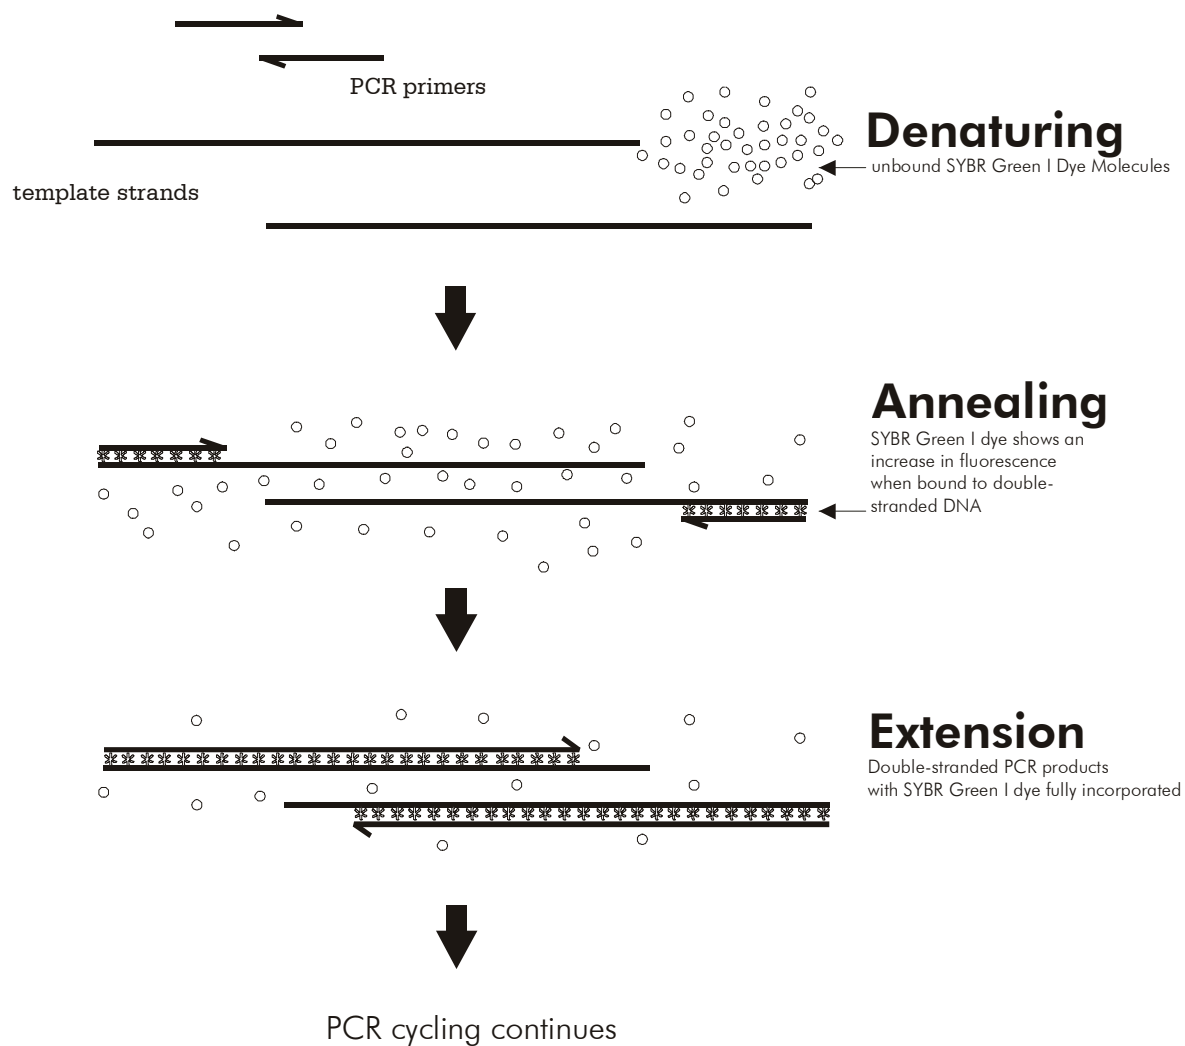 PCR primers
Denaturing
unbound SYBR Green I Dye Molecules
template strands
Annealing
SYBR Green I dye shows an
increase in fluorescence
when bound to double-
stranded DNA
Extension
Double-stranded PCR products
with SYBR Green I dye fully incorporated
PCR cycling continues